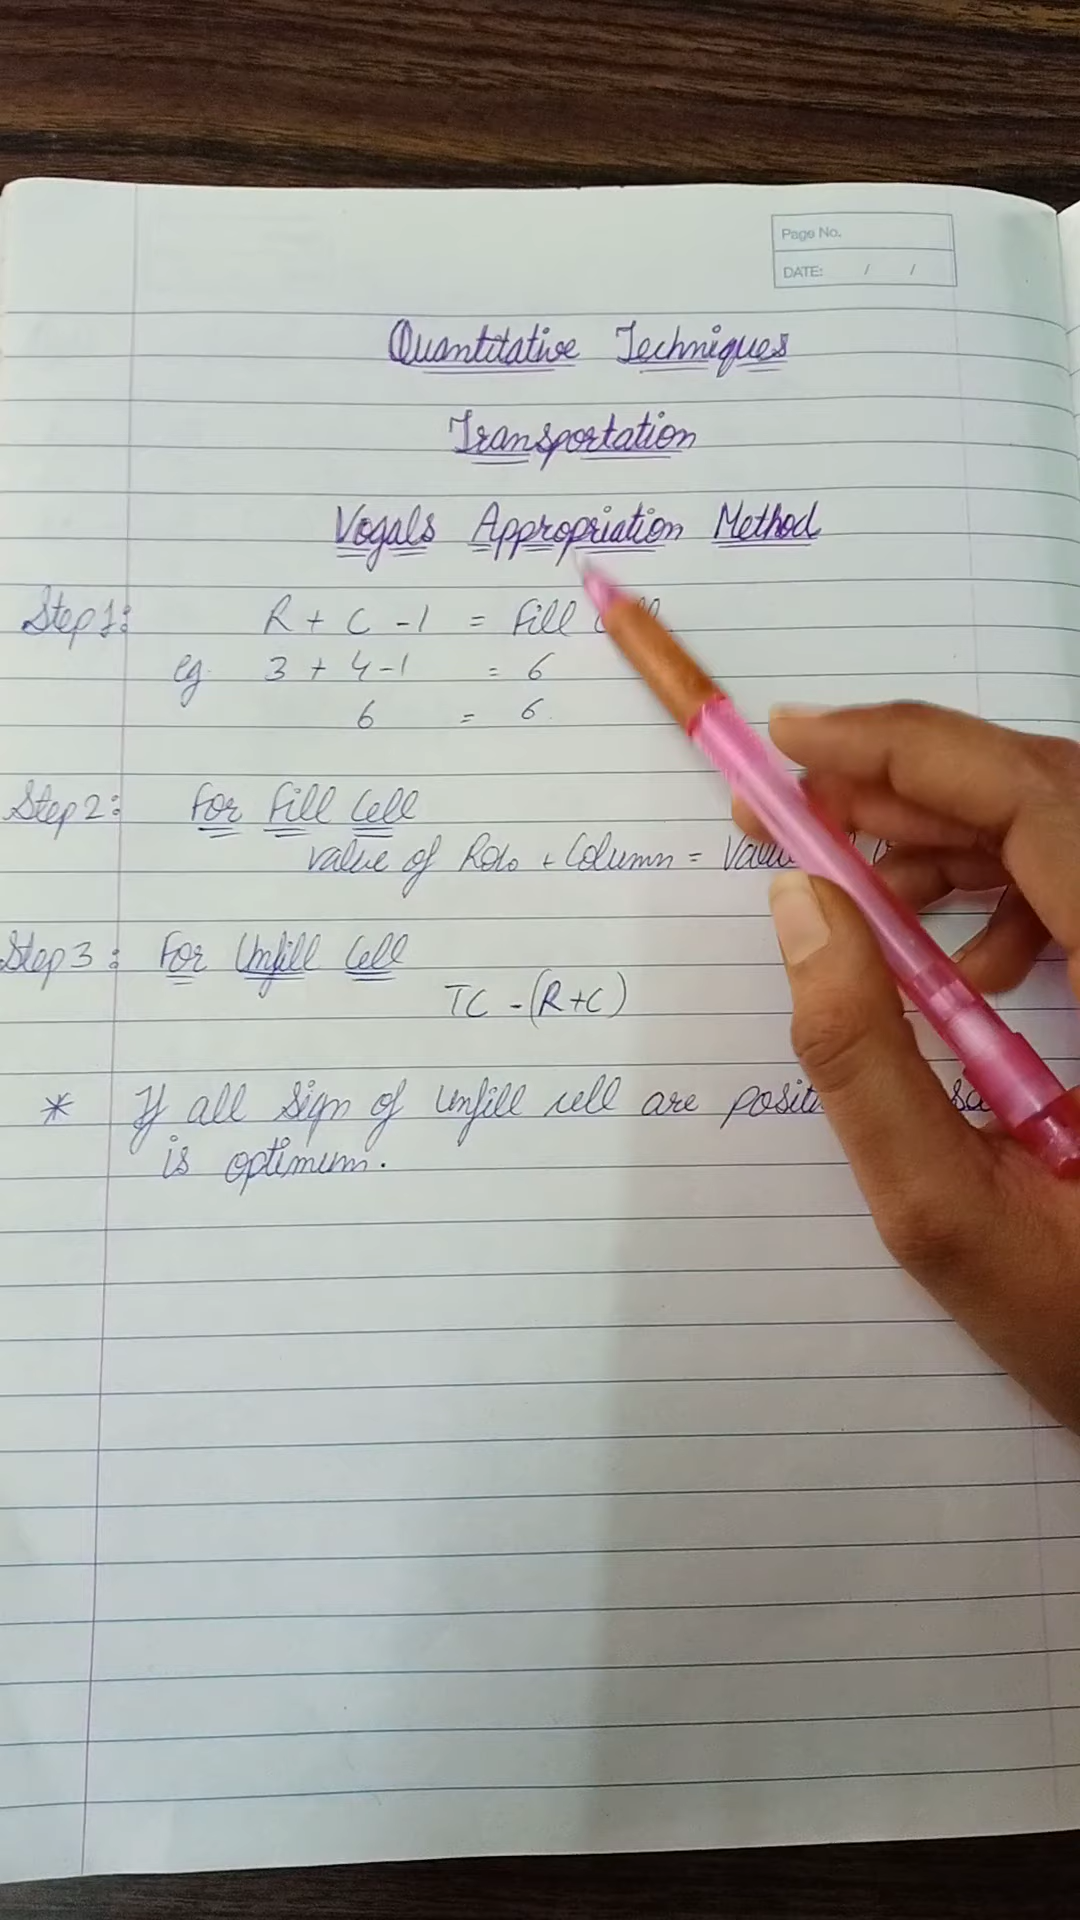 Page No.
DATE: / /
Quantitative Techniques
Transportation
Vogals Appropriation Method
Step 1: R + C - 1 = Fill
eg. 3 + 4 - 1 = 6
6 = 6.
Step 2: For Fill Cell
value of Row + Column =
Step 3: For Unfill Cell
TC - (R+C)
* If all sign of unfill cell are
is optimum.